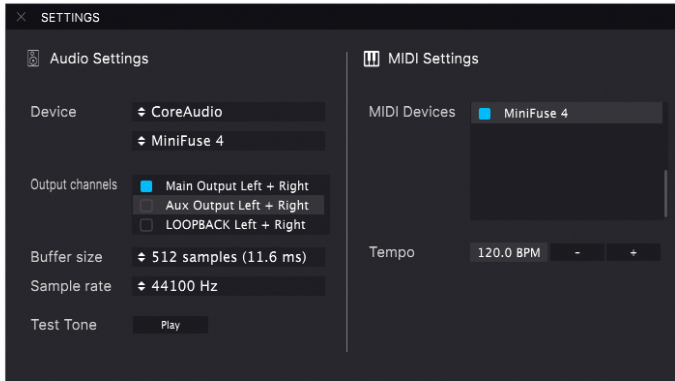 SETTINGS
Audio Settings
Device
CoreAudio
MiniFuse 4
Output channels
Main Output Left + Right
Aux Output Left + Right
LOOPBACK Left + Right
Buffer size
512 samples (11.6 ms)
Sample rate
44100 Hz
Test Tone
Play
MIDI Settings
MIDI Devices
MiniFuse 4
Tempo
120.0 BPM
-
+